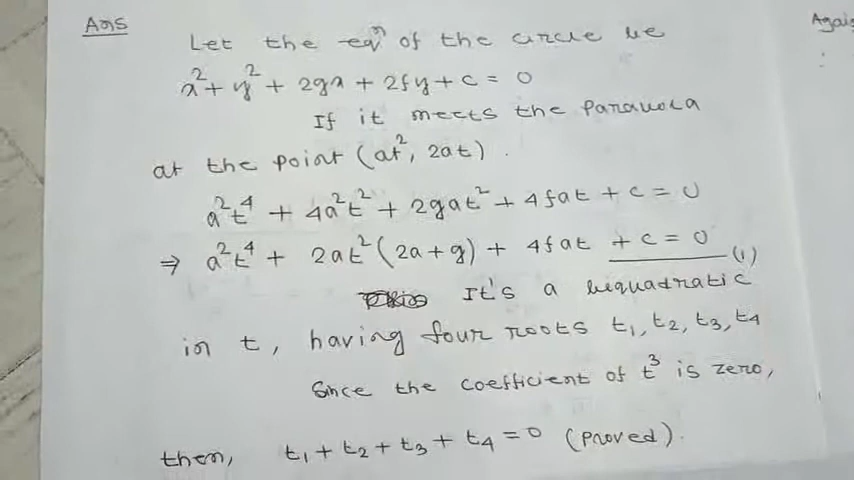 Ans
Let the eqⁿ of the circle be
x² + y² + 2gx + 2fy + c = 0
If it meets the parabola
at the point (at², 2at).
a²t⁴ + 4a²t² + 2gat² + 4fat + c = 0
⇒ a²t⁴ + 2at²(2a+g) + 4fat + c = 0 (1)
It's a biquadratic
in t, having four roots t₁, t₂, t₃, t₄
Since the coefficient of t³ is zero,
then, t₁ + t₂ + t₃ + t₄ = 0 (proved).
Again
: